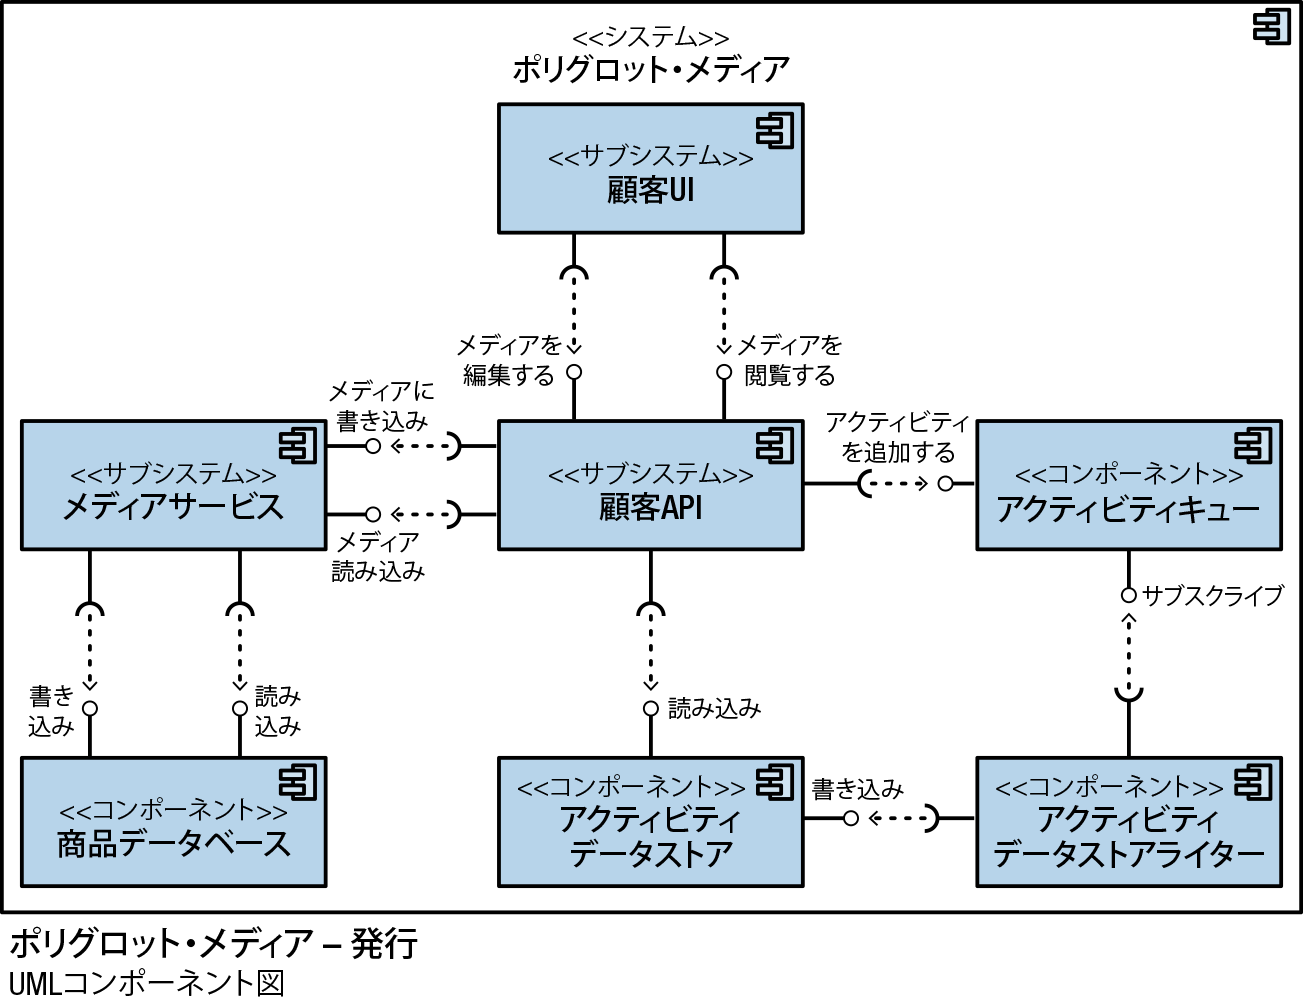 <<システム>>
ポリグロット・メディア
<<サブシステム>>
顧客UI
メディアを
編集する
メディアを
閲覧する
メディアに
書き込み
アクティビティ
を追加する
<<サブシステム>>
メディアサービス
<<サブシステム>>
顧客API
<<コンポーネント>>
アクティビティキュー
メディア
読み込み
サブスクライブ
書き
込み
読み
込み
読み込み
<<コンポーネント>>
商品データベース
<<コンポーネント>>
アクティビティ
データストア
書き込み
<<コンポーネント>>
アクティビティ
データストアライター
ポリグロット・メディア – 発行
UMLコンポーネント図